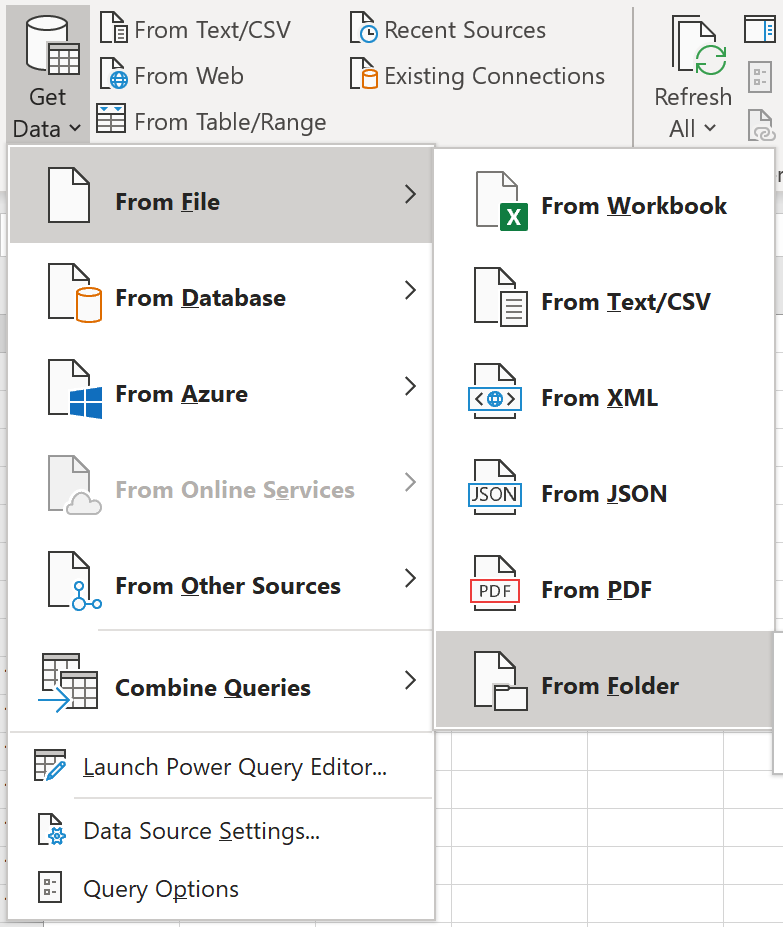 Get
Data
From Text/CSV
From Web
From Table/Range
Recent Sources
Existing Connections
Refresh
All
From File
From Database
From Azure
From Online Services
From Other Sources
Combine Queries
Launch Power Query Editor...
Data Source Settings...
Query Options
From Workbook
From Text/CSV
From XML
JSON
From JSON
PDF
From PDF
From Folder